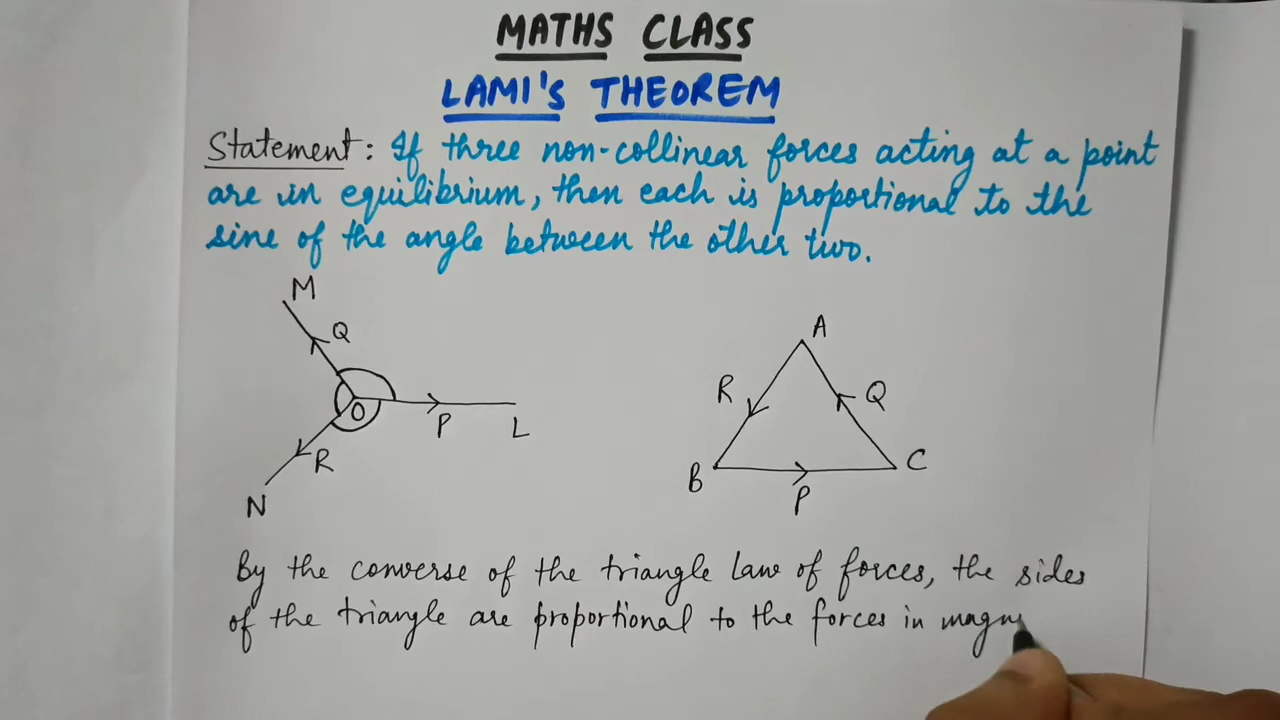 MATHS CLASS
LAMI's THEOREM
Statement: If three non-collinear forces acting at a point
are in equilibrium, then each is proportional to the
sine of the angle between the other two.
M
Q
O
P
L
R
N
A
R
Q
B
C
P
By the converse of the triangle law of forces, the sides
of the triangle are proportional to the forces in magn